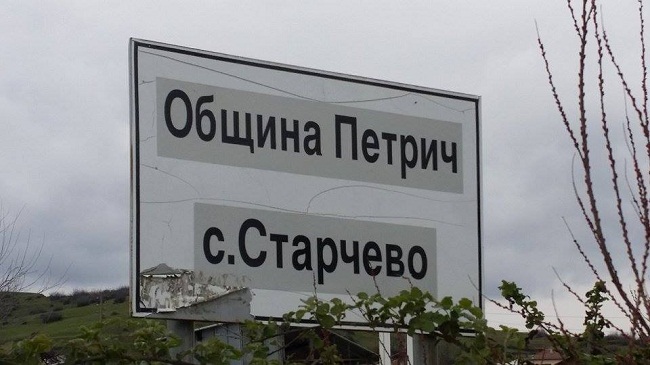 Община Петрич
с.Старчево